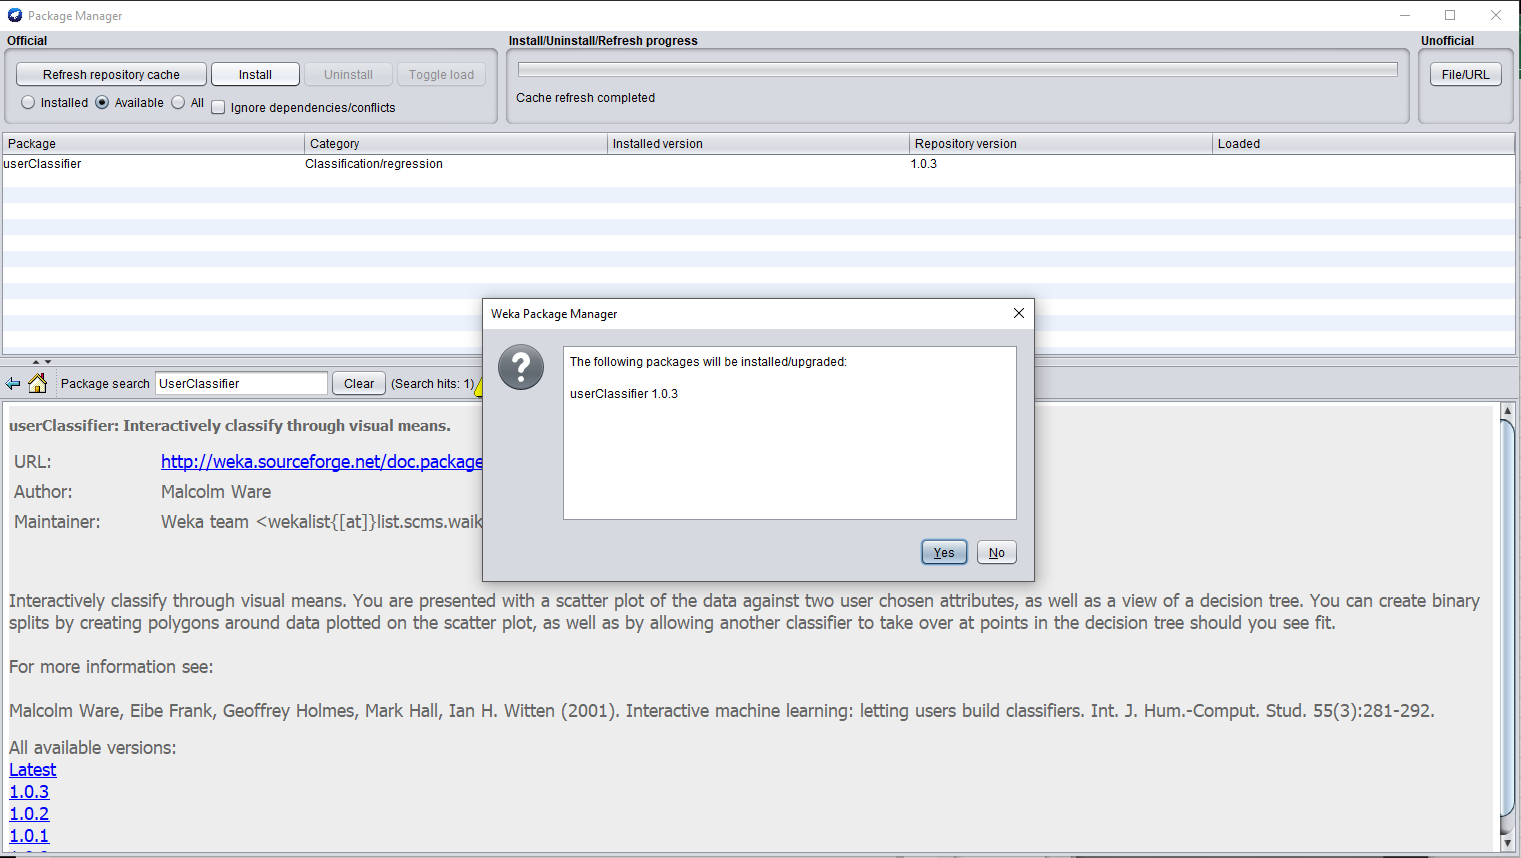 Package Manager
Official
Install/Uninstall/Refresh progress
Unofficial
Refresh repository cache
Install
Uninstall
Toggle load
File/URL
Installed
Available
All
Ignore dependencies/conflicts
Cache refresh completed
Package Category Installed version Repository version Loaded
userClassifier Classification/regression 1.0.3
Weka Package Manager
The following packages will be installed/upgraded:
userClassifier 1.0.3
Yes
No
Package search UserClassifier Clear (Search hits: 1)
userClassifier: Interactively classify through visual means.
URL: http://weka.sourceforge.net/doc.package
Author: Malcolm Ware
Maintainer: Weka team <wekalist{[at]}list.scms.waik
Interactively classify through visual means. You are presented with a scatter plot of the data against two user chosen attributes, as well as a view of a decision tree. You can create binary
splits by creating polygons around data plotted on the scatter plot, as well as by allowing another classifier to take over at points in the decision tree should you see fit.
For more information see:
Malcolm Ware, Eibe Frank, Geoffrey Holmes, Mark Hall, Ian H. Witten (2001). Interactive machine learning: letting users build classifiers. Int. J. Hum.-Comput. Stud. 55(3):281-292.
All available versions:
Latest
1.0.3
1.0.2
1.0.1